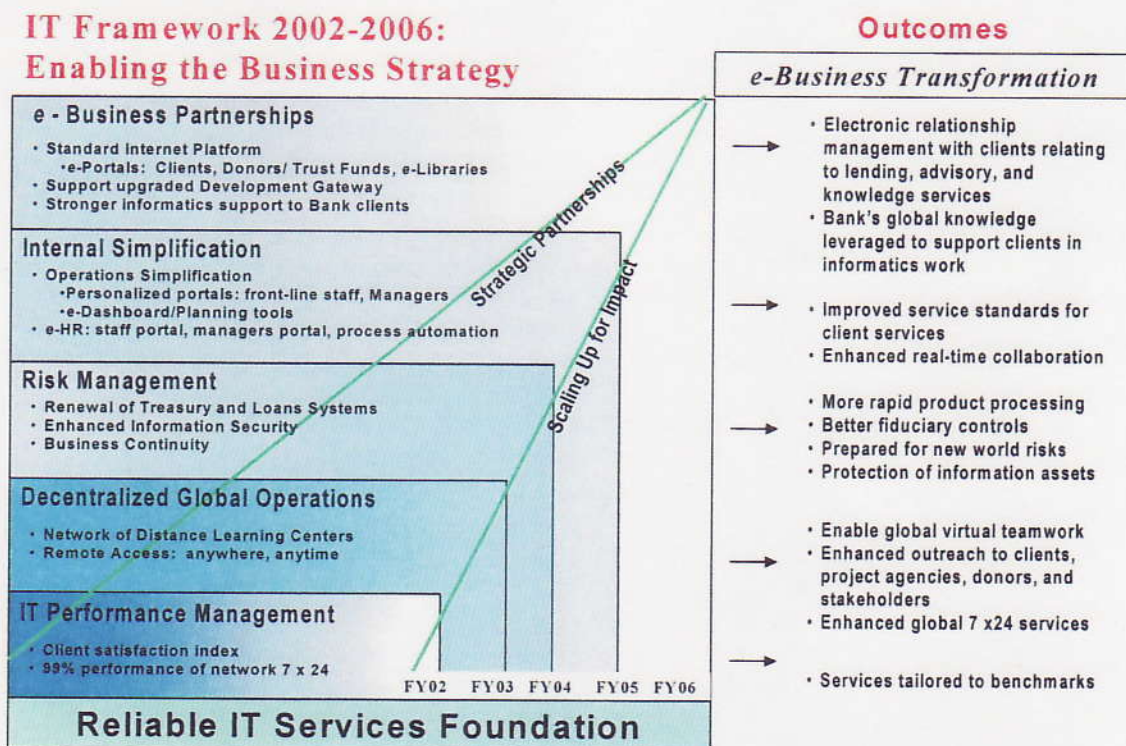 IT Framework 2002-2006:
Enabling the Business Strategy
e - Business Partnerships
· Standard Internet Platform
·e-Portals: Clients, Donors/ Trust Funds, e-Libraries
· Support upgraded Development Gateway
· Stronger informatics support to Bank clients
Internal Simplification
· Operations Simplification
·Personalized portals: front-line staff, Managers
·e-Dashboard/Planning tools
· e-HR: staff portal, managers portal, process automation
Risk Management
· Renewal of Treasury and Loans Systems
· Enhanced Information Security
· Business Continuity
Decentralized Global Operations
· Network of Distance Learning Centers
· Remote Access: anywhere, anytime
IT Performance Management
· Client satisfaction index
· 99% performance of network 7 x 24
Strategic Partnerships
Scaling Up for Impact
FY02 FY03 FY04 FY05 FY06
Reliable IT Services Foundation
Outcomes
e-Business Transformation
· Electronic relationship
management with clients relating
to lending, advisory, and
knowledge services
· Bank's global knowledge
leveraged to support clients in
informatics work
· Improved service standards for
client services
· Enhanced real-time collaboration
· More rapid product processing
· Better fiduciary controls
· Prepared for new world risks
· Protection of information assets
· Enable global virtual teamwork
· Enhanced outreach to clients,
project agencies, donors, and
stakeholders
· Enhanced global 7 x24 services
· Services tailored to benchmarks